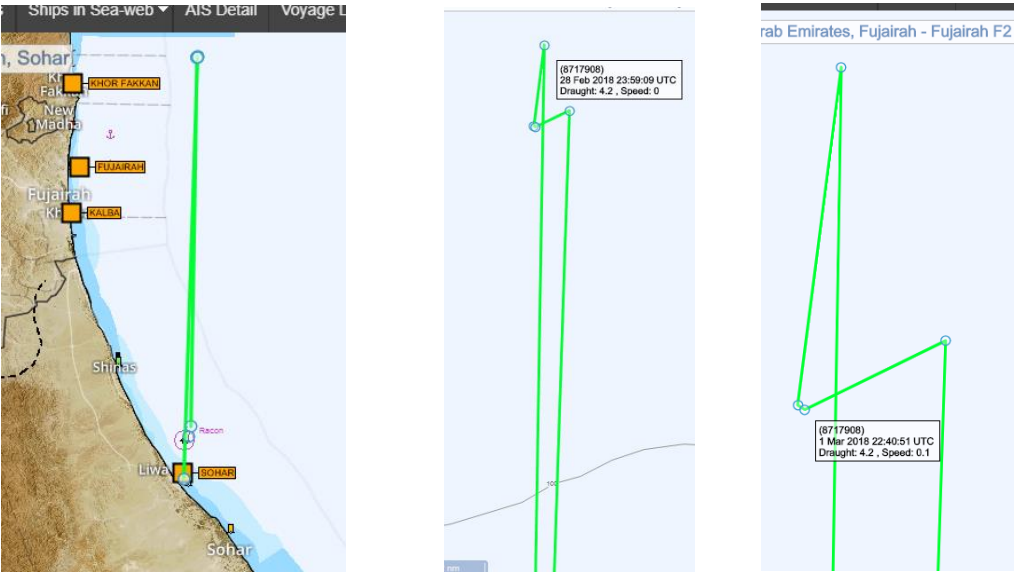 Ships in Sea-web
AIS Detail
Voyage
, Sohar
KHOR FAKKAN
New
Madha
FUJAIRAH
Fujairah
KALBA
Shinas
Racon
Liwa
SOHAR
Sohar
(8717908)
28 Feb 2018 23:59:09 UTC
Draught: 4.2 , Speed: 0
100
nm
rab Emirates, Fujairah - Fujairah F2
(8717908)
1 Mar 2018 22:40:51 UTC
Draught: 4.2 , Speed: 0.1